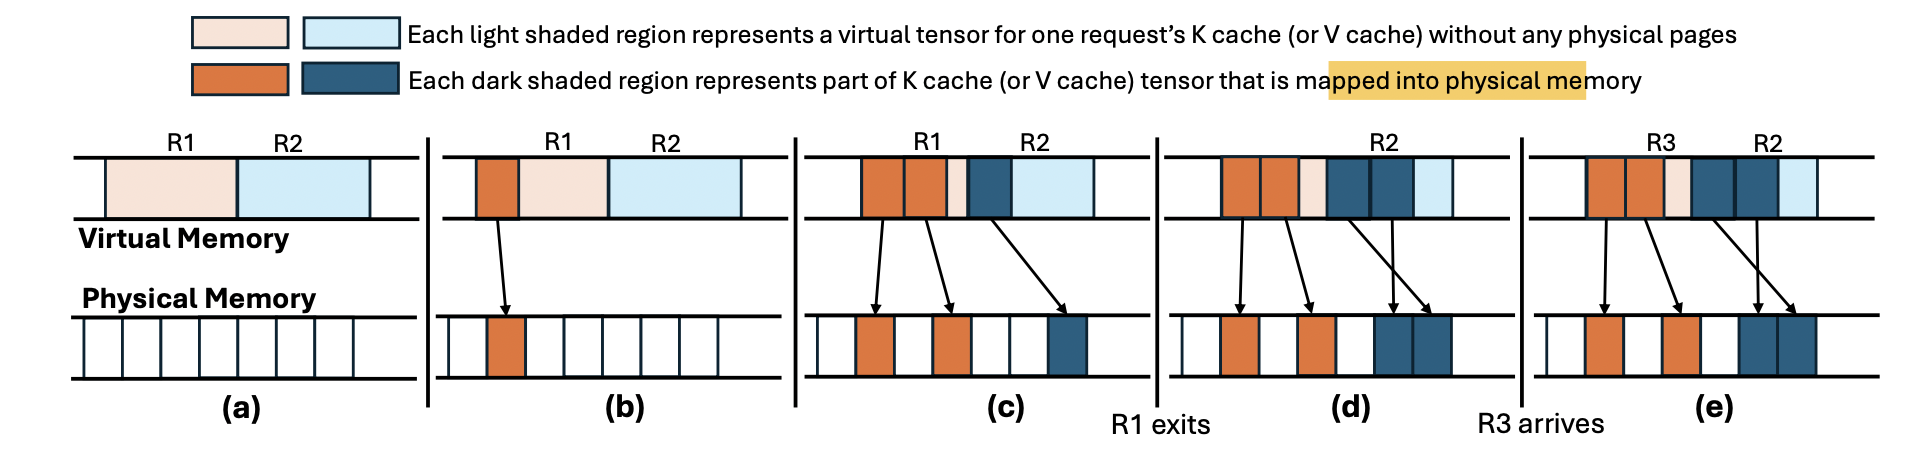 Each light shaded region represents a virtual tensor for one request's K cache (or V cache) without any physical pages
Each dark shaded region represents part of K cache (or V cache) tensor that is mapped into physical memory
R1 R2
R1 R2
R1 R2
R2
R3 R2
Virtual Memory
Physical Memory
(a)
(b)
(c)
(d)
(e)
R1 exits
R3 arrives